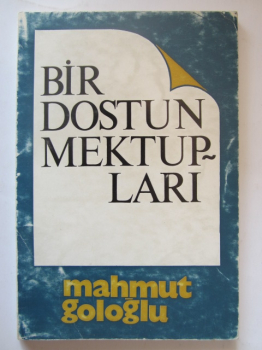 BİR
DOSTUN
MEKTUP-
LARI
mahmut
goloğlu